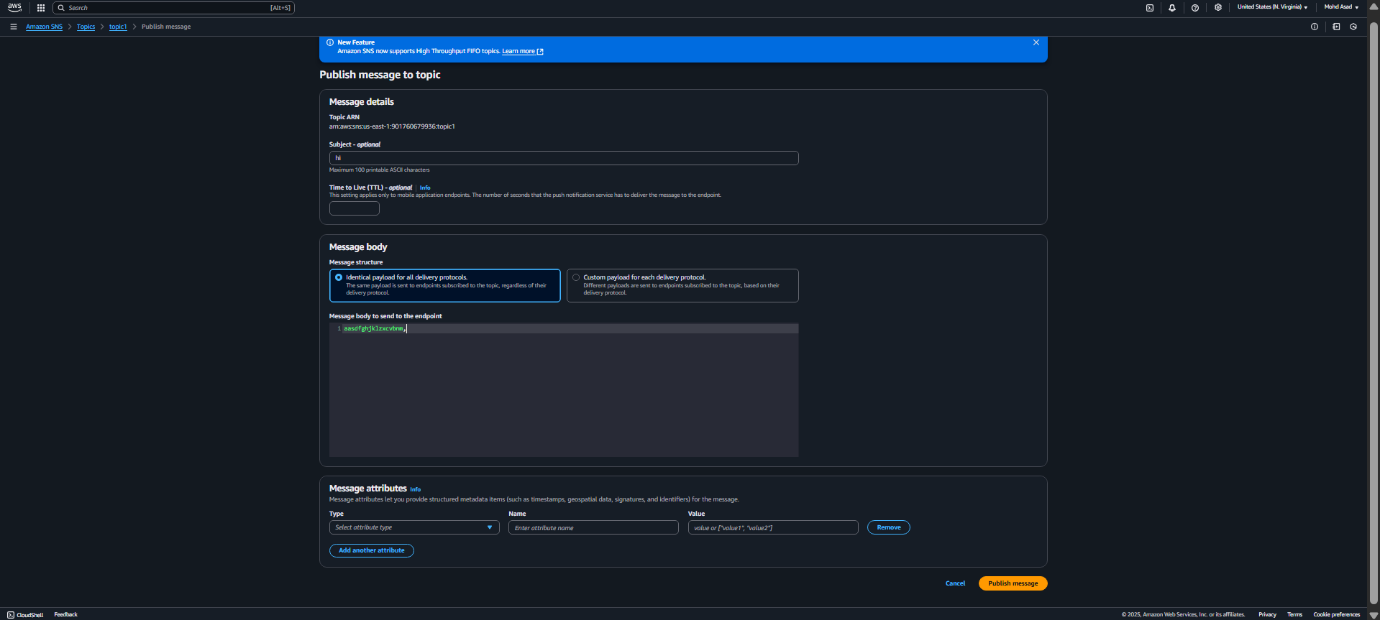 aws
Search [Alt+S]
United States (N. Virginia) Mohd Asad
Amazon SNS > Topics > topic1 > Publish message
New Feature
Amazon SNS now supports High Throughput FIFO topics. Learn more
Publish message to topic
Message details
Topic ARN
arn:aws:sns:us-east-1:901760679936:topic1
Subject - optional
hi
Maximum 100 printable ASCII characters
Time to Live (TTL) - optional Info
This setting applies only to mobile application endpoints. The number of seconds that the push notification service has to deliver the message to the endpoint.
Message body
Message structure
Identical payload for all delivery protocols.
The same payload is sent to endpoints subscribed to the topic, regardless of their
delivery protocol.
Custom payload for each delivery protocol.
Different payloads are sent to endpoints subscribed to the topic, based on their
delivery protocol.
Message body to send to the endpoint
1
Message attributes Info
Message attributes let you provide structured metadata items (such as timestamps, geospatial data, signatures, and identifiers) for the message.
Type Name Value
Select attribute type Enter attribute name value or ["value1", "value2"] Remove
Add another attribute
Cancel Publish message
CloudShell Feedback © 2025, Amazon Web Services, Inc. or its affiliates. Privacy Terms Cookie preferences